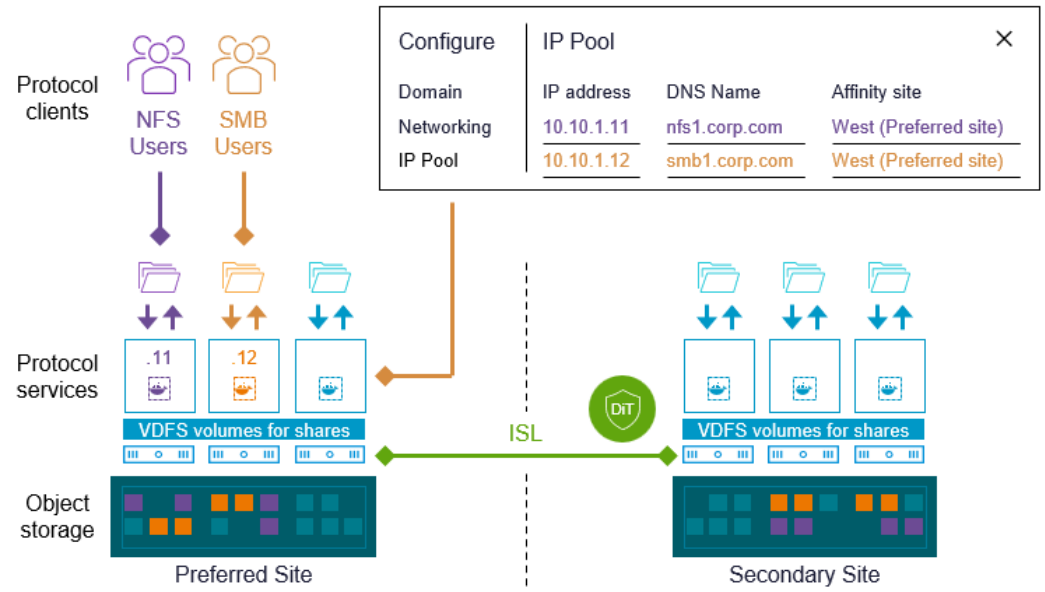 Configure
IP Pool
Domain
IP address
DNS Name
Affinity site
Networking
10.10.1.11
nfs1.corp.com
West (Preferred site)
IP Pool
10.10.1.12
smb1.corp.com
West (Preferred site)
Protocol
clients
NFS
Users
SMB
Users
Protocol
services
.11
.12
VDFS volumes for shares
ISL
DiT
VDFS volumes for shares
Object
storage
Preferred Site
Secondary Site